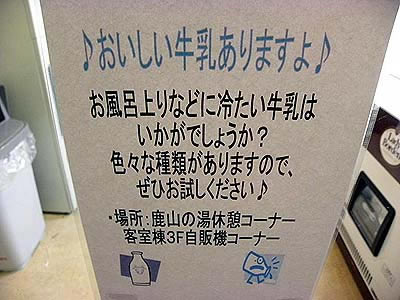 ♪おいしい牛乳ありますよ♪
お風呂上りなどに冷たい牛乳は
いかがでしょうか?
色々な種類がありますので、
ぜひお試しください♪
・場所:鹿山の湯休憩コーナー
客室棟3F自販機コーナー